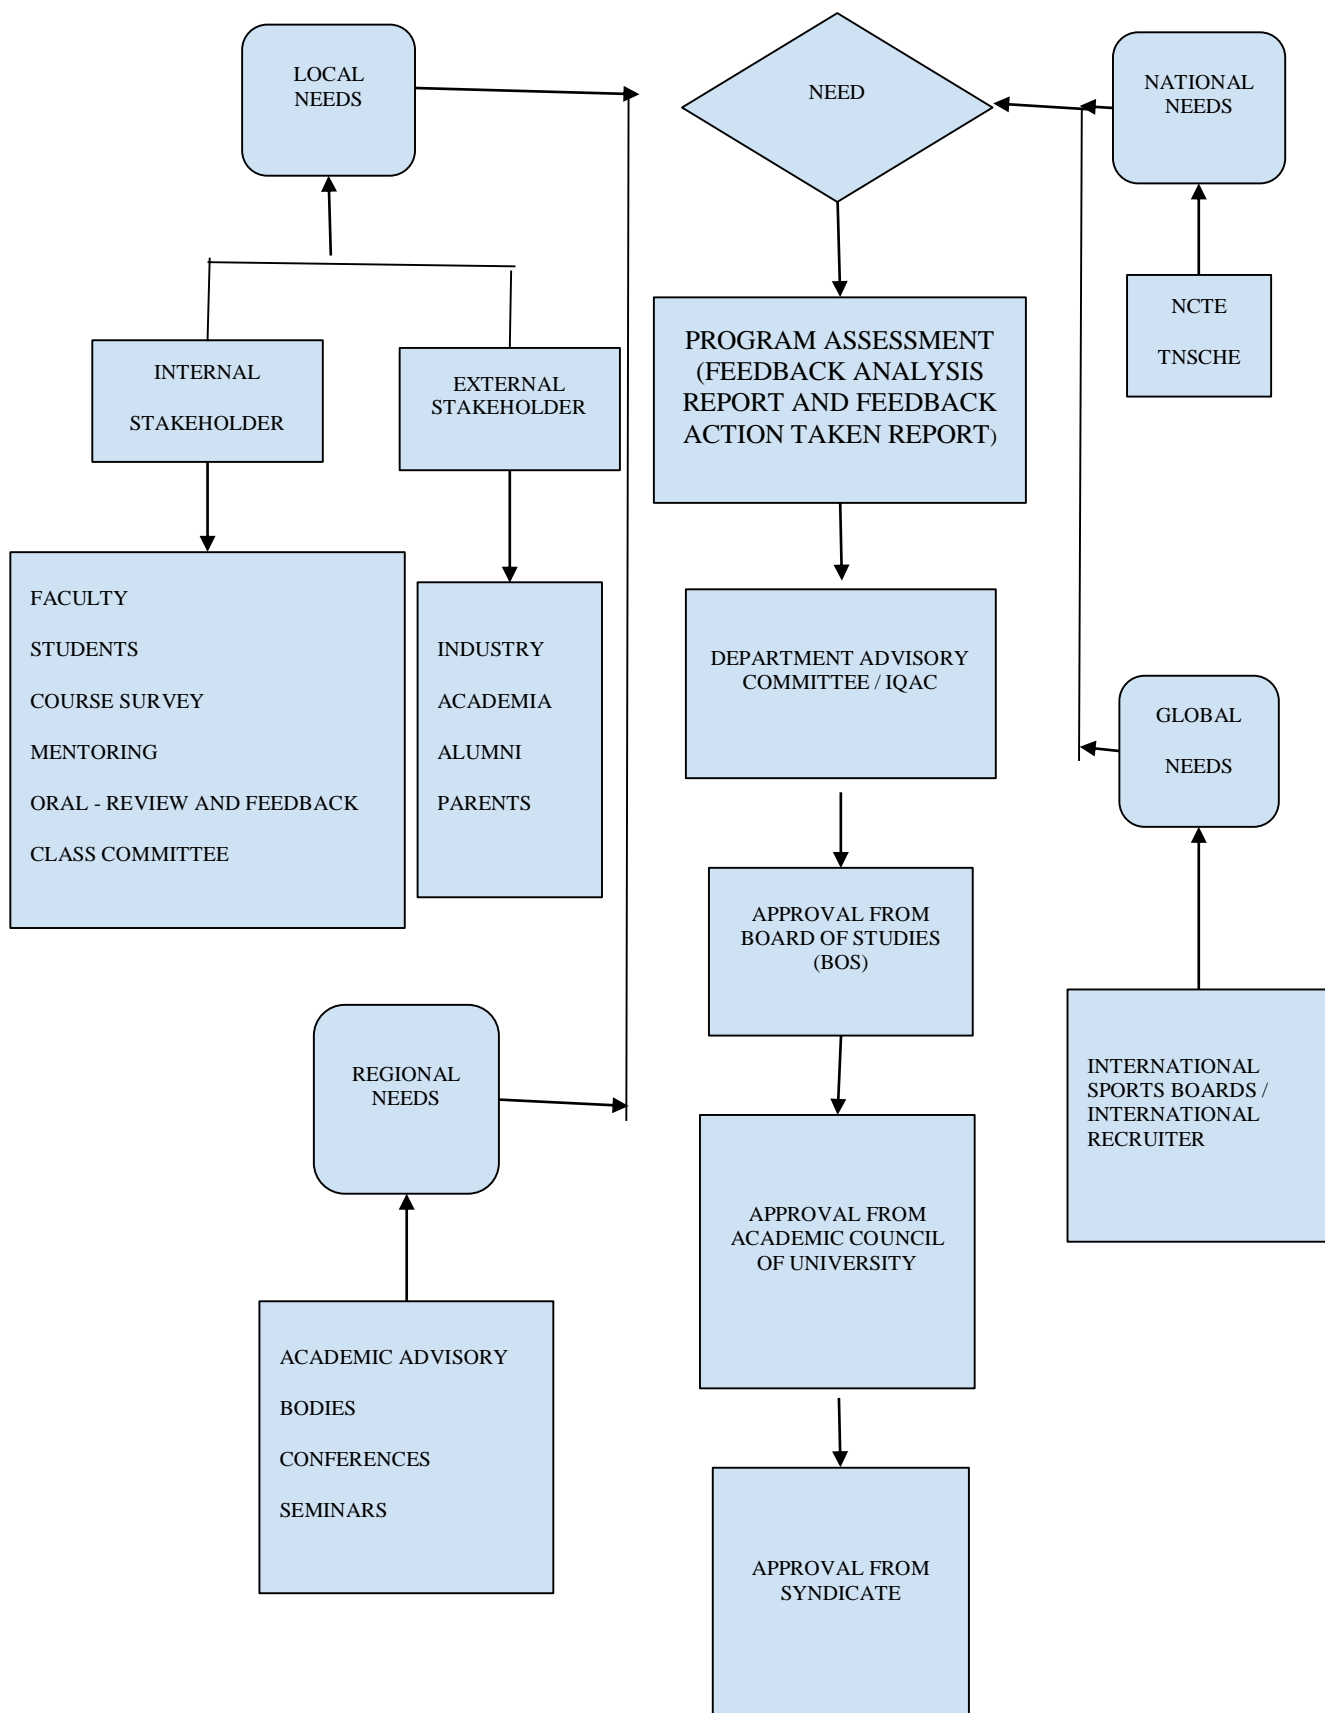 LOCAL
NEEDS
NEED
NATIONAL
NEEDS
NCTE
TNSCHE
INTERNAL
STAKEHOLDER
EXTERNAL
STAKEHOLDER
PROGRAM ASSESSMENT
(FEEDBACK ANALYSIS
REPORT AND FEEDBACK
ACTION TAKEN REPORT)
FACULTY
STUDENTS
COURSE SURVEY
MENTORING
ORAL - REVIEW AND FEEDBACK
CLASS COMMITTEE
INDUSTRY
ACADEMIA
ALUMNI
PARENTS
DEPARTMENT ADVISORY
COMMITTEE / IQAC
GLOBAL
NEEDS
APPROVAL FROM
BOARD OF STUDIES
(BOS)
REGIONAL
NEEDS
INTERNATIONAL
SPORTS BOARDS /
INTERNATIONAL
RECRUITER
APPROVAL FROM
ACADEMIC COUNCIL
OF UNIVERSITY
ACADEMIC ADVISORY
BODIES
CONFERENCES
SEMINARS
APPROVAL FROM
SYNDICATE